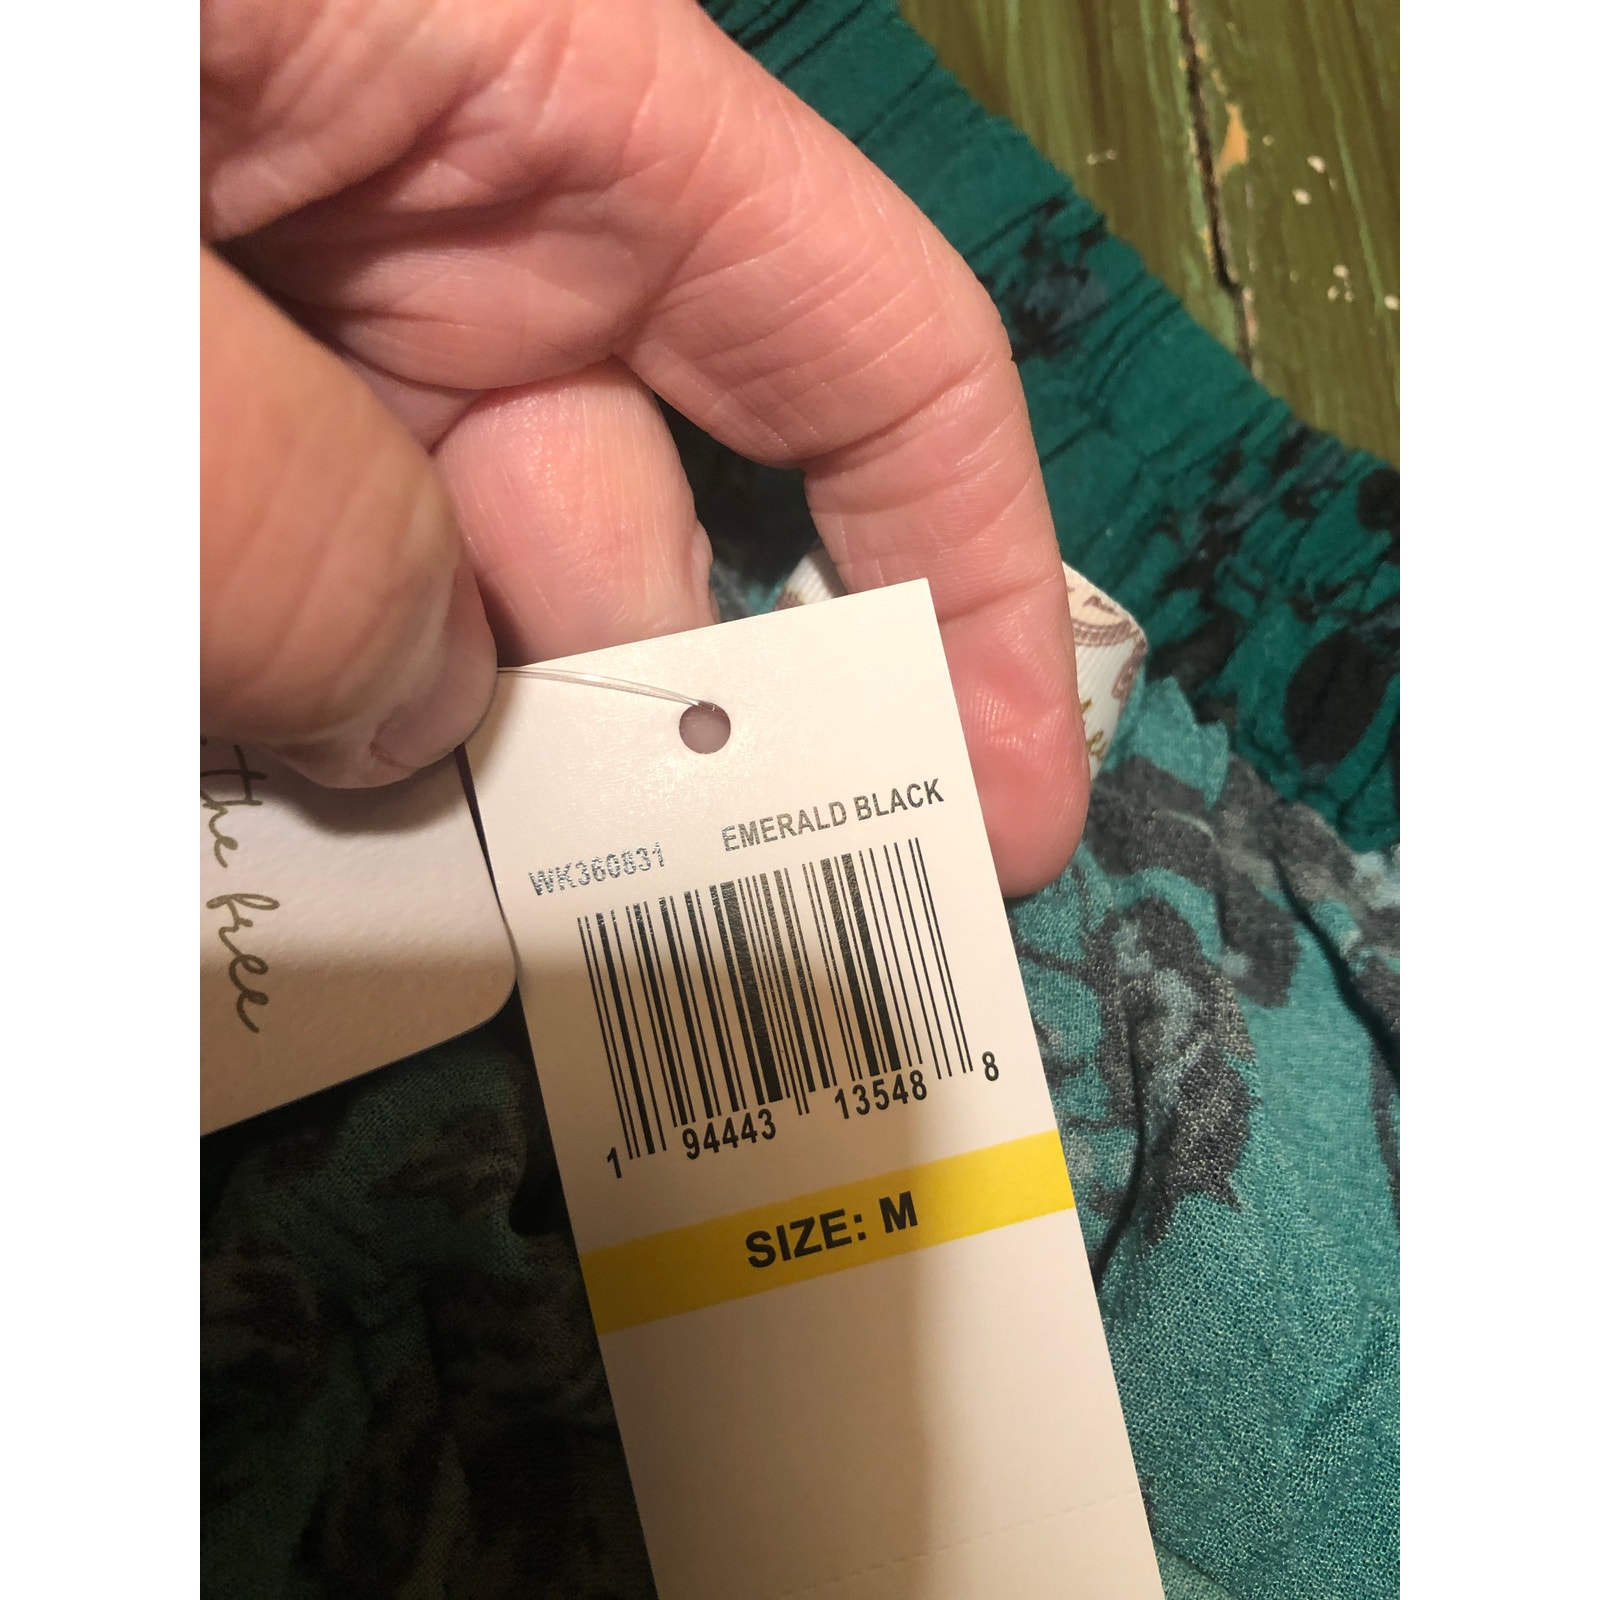 the free
WK360831
EMERALD BLACK
1 94443 13548 8
SIZE: M